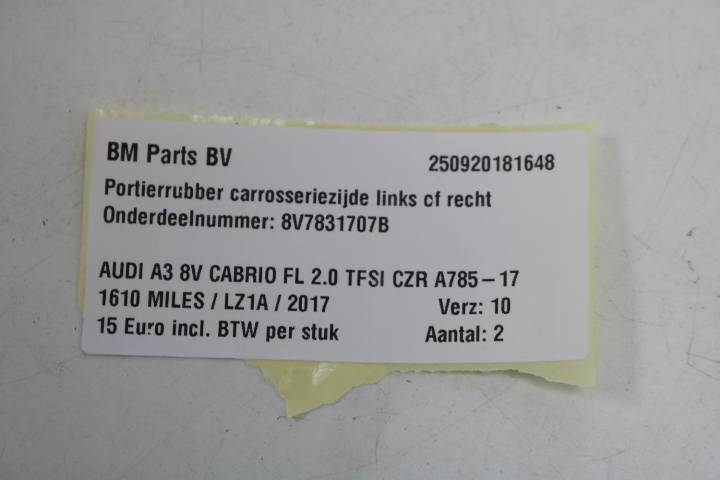 BM Parts BV 250920181648
Portierrubber carrosseriezijde links of recht
Onderdeelnummer: 8V7831707B
AUDI A3 8V CABRIO FL 2.0 TFSI CZR A785-17
1610 MILES / LZ1A / 2017 Verz: 10
15 Euro incl. BTW per stuk Aantal: 2